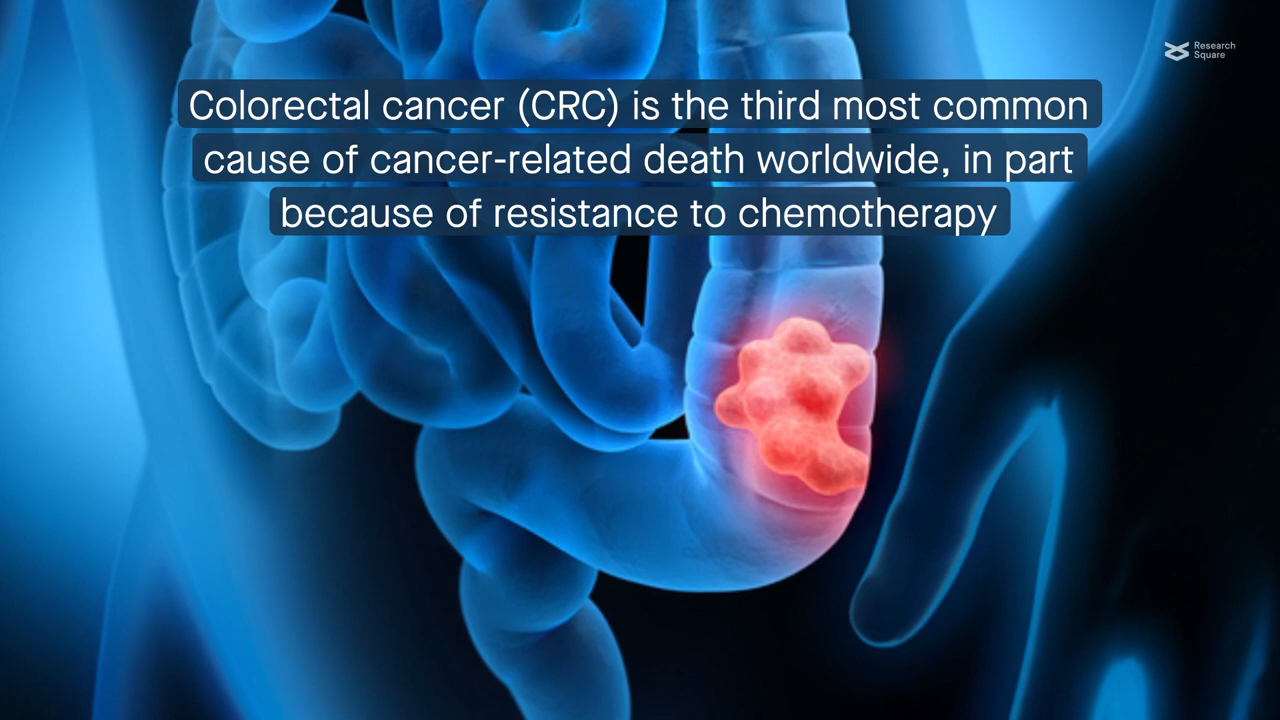 Research
Square
Colorectal cancer (CRC) is the third most common
cause of cancer-related death worldwide, in part
because of resistance to chemotherapy